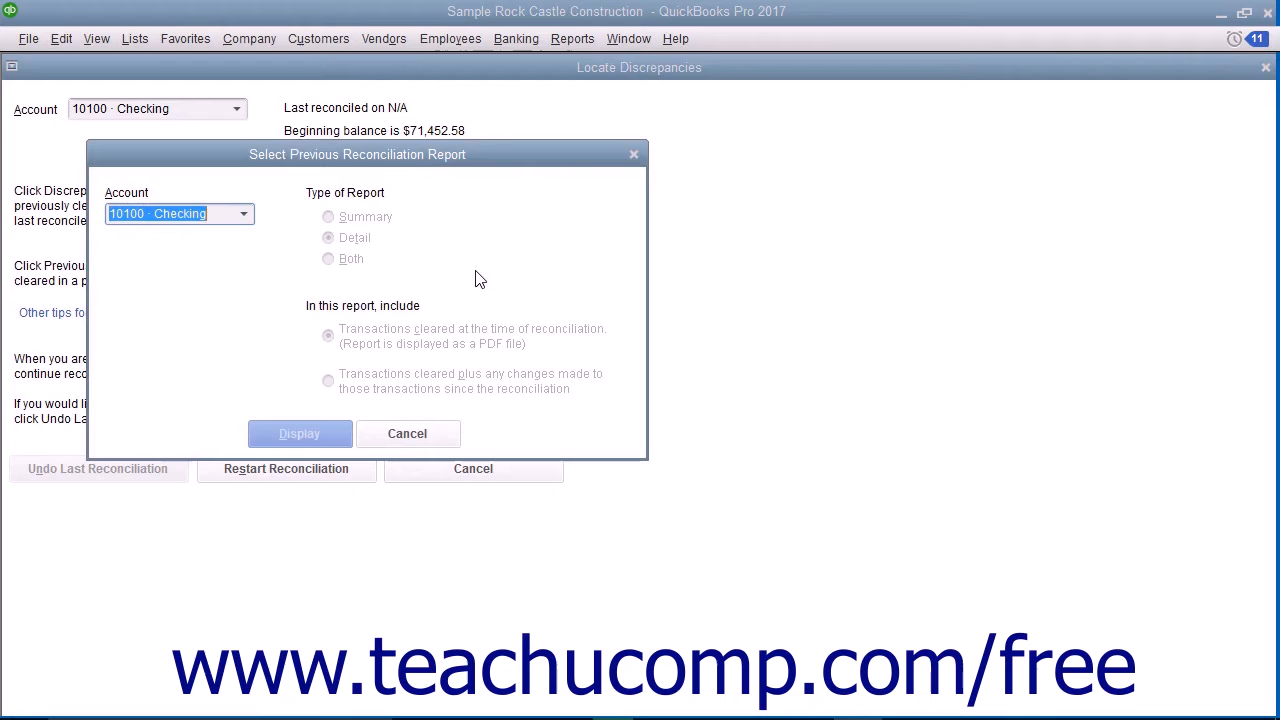 Sample Rock Castle Construction - QuickBooks Pro 2017
File Edit View Lists Favorites Company Customers Vendors Employees Banking Reports Window Help
11
Locate Discrepancies
Account 10100 · Checking
Last reconciled on N/A
Beginning balance is $71,452.58
Select Previous Reconciliation Report
Click Discrep
previously cle
last reconcile
Click Previou
cleared in a p
Other tips fo
When you are
continue reco
If you would li
click Undo La
Account
10100 · Checking
Type of Report
Summary
Detail
Both
In this report, include
Transactions cleared at the time of reconciliation.
(Report is displayed as a PDF file)
Transactions cleared plus any changes made to
those transactions since the reconciliation
Display Cancel
Undo Last Reconciliation Restart Reconciliation Cancel
www.teachucomp.com/free